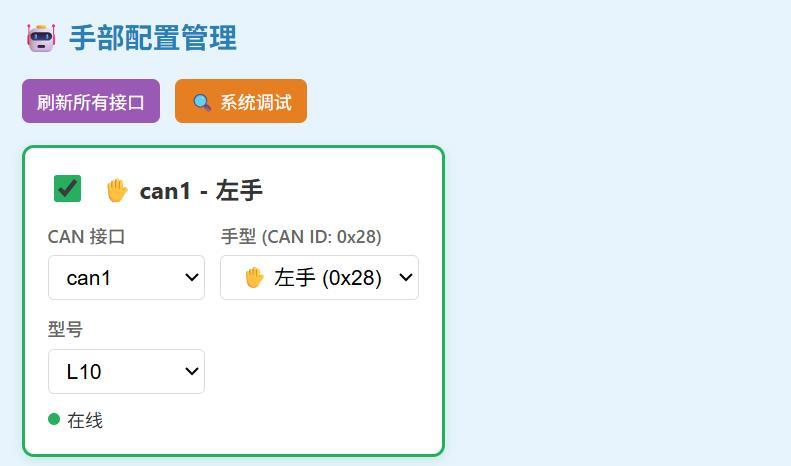 手部配置管理
刷新所有接口 系统调试
can1 - 左手
CAN 接口 手型 (CAN ID: 0x28)
can1 左手 (0x28)
型号
L10
在线